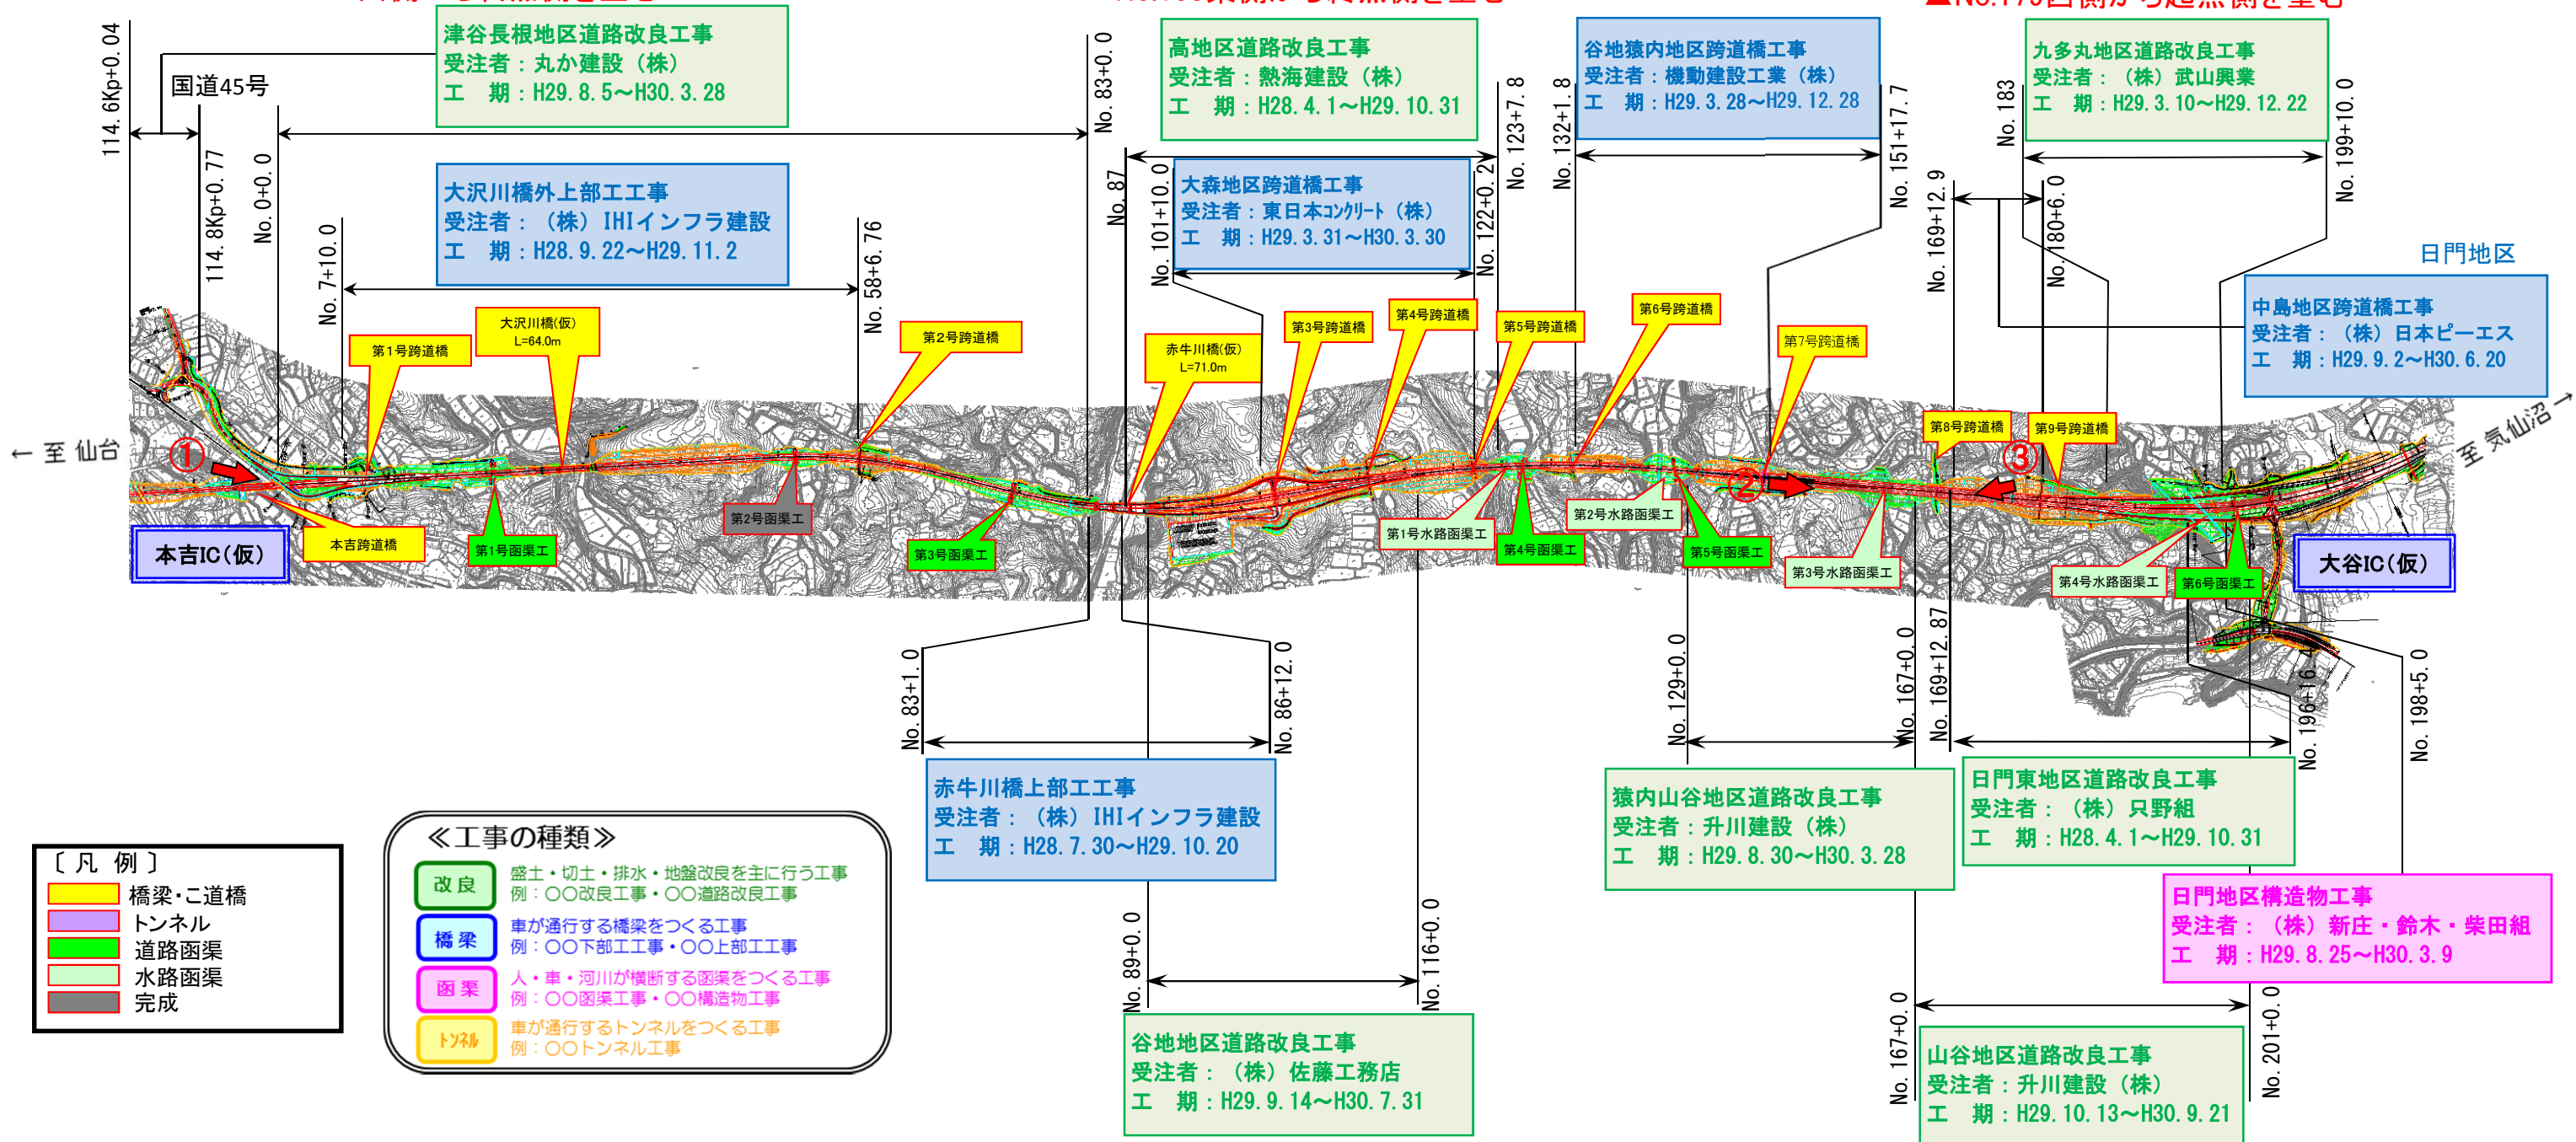 ▲No.179西側から起点側を望む
津谷長根地区道路改良工事
受注者：丸か建設（株）
工　期：H29.8.5～H30.3.28
高地区道路改良工事
受注者：熱海建設（株）
工　期：H28.4.1～H29.10.31
谷地猿内地区跨道橋工事
受注者：機動建設工業（株）
工　期：H29.3.28～H29.12.28
九多丸地区道路改良工事
受注者：（株）武山興業
工　期：H29.3.10～H29.12.22
114.6Kp+0.04
国道45号
114.8Kp+0.77
No.0+0.0
No.7+10.0
大沢川橋外上部工工事
受注者：（株）IHIインフラ建設
工　期：H28.9.22～H29.11.2
No.58+6.76
No.83+0.0
No.87
No.101+10.0
大森地区跨道橋工事
受注者：東日本ｺﾝｸﾘｰﾄ（株）
工　期：H29.3.31～H30.3.30
No.122+0.2
No.123+7.8
No.132+1.8
No.151+17.7
No.169+12.9
No.183
No.180+6.0
No.199+10.0
日門地区
中島地区跨道橋工事
受注者：（株）日本ピーエス
工　期：H29.9.2～H30.6.20
第1号跨道橋
大沢川橋(仮)
L=64.0m
第2号跨道橋
赤牛川橋(仮)
L=71.0m
第3号跨道橋
第4号跨道橋
第5号跨道橋
第6号跨道橋
第7号跨道橋
第8号跨道橋
第9号跨道橋
← 至 仙台
至 気仙沼 →
①
②
③
本吉IC(仮)
本吉跨道橋
第1号函渠工
第2号函渠工
第3号函渠工
第1号水路函渠工
第4号函渠工
第2号水路函渠工
第5号函渠工
第3号水路函渠工
第4号水路函渠工
第6号函渠工
大谷IC(仮)
No.83+1.0
No.86+12.0
No.129+0.0
No.167+0.0
No.169+12.87
No.196+16.4
No.198+5.0
赤牛川橋上部工工事
受注者：（株）IHIインフラ建設
工　期：H28.7.30～H29.10.20
猿内山谷地区道路改良工事
受注者：升川建設（株）
工　期：H29.8.30～H30.3.28
日門東地区道路改良工事
受注者：（株）只野組
工　期：H28.4.1～H29.10.31
日門地区構造物工事
受注者：（株）新庄・鈴木・柴田組
工　期：H29.8.25～H30.3.9
No.89+0.0
No.116+0.0
谷地地区道路改良工事
受注者：（株）佐藤工務店
工　期：H29.9.14～H30.7.31
No.167+0.0
No.201+0.0
山谷地区道路改良工事
受注者：升川建設（株）
工　期：H29.10.13～H30.9.21
〔 凡 例 〕
橋梁・こ道橋
トンネル
道路函渠
水路函渠
完成
≪工事の種類≫
改良
盛土・切土・排水・地盤改良を主に行う工事
例：〇〇改良工事・〇〇道路改良工事
橋梁
車が通行する橋梁をつくる工事
例：〇〇下部工工事・〇〇上部工工事
函渠
人・車・河川が横断する函渠をつくる工事
例：〇〇函渠工事・〇〇構造物工事
ﾄﾝﾈﾙ
車が通行するトンネルをつくる工事
例：〇〇トンネル工事